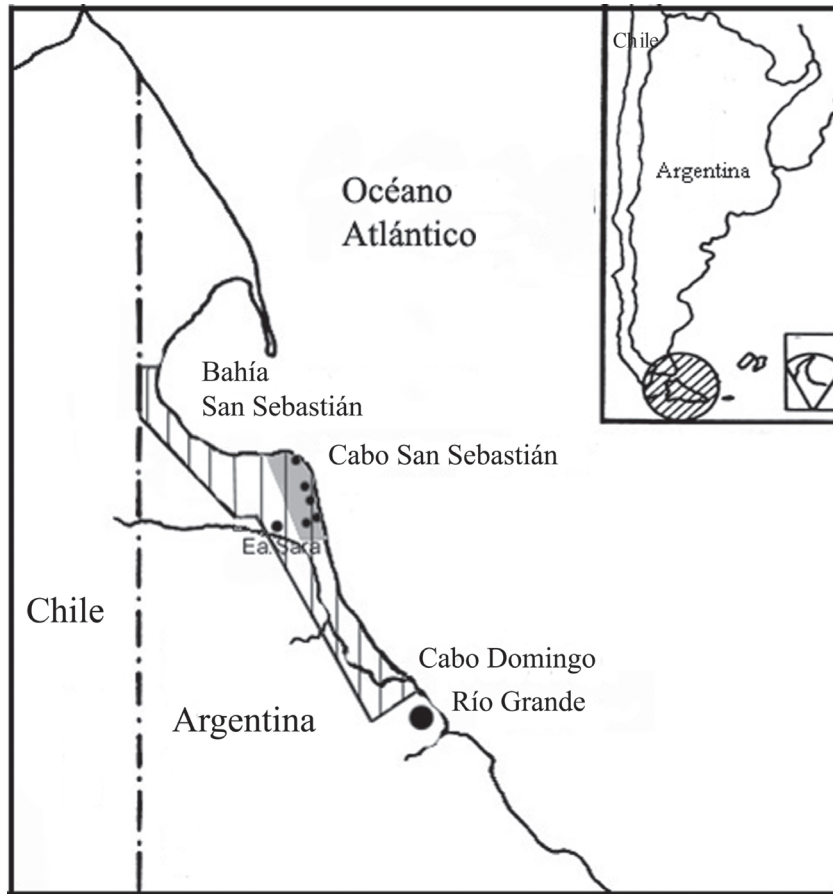 Chile
Argentina
Océano
Atlántico
Bahía
San Sebastián
Cabo San Sebastián
Ea. Sara
Chile
Cabo Domingo
Río Grande
Argentina